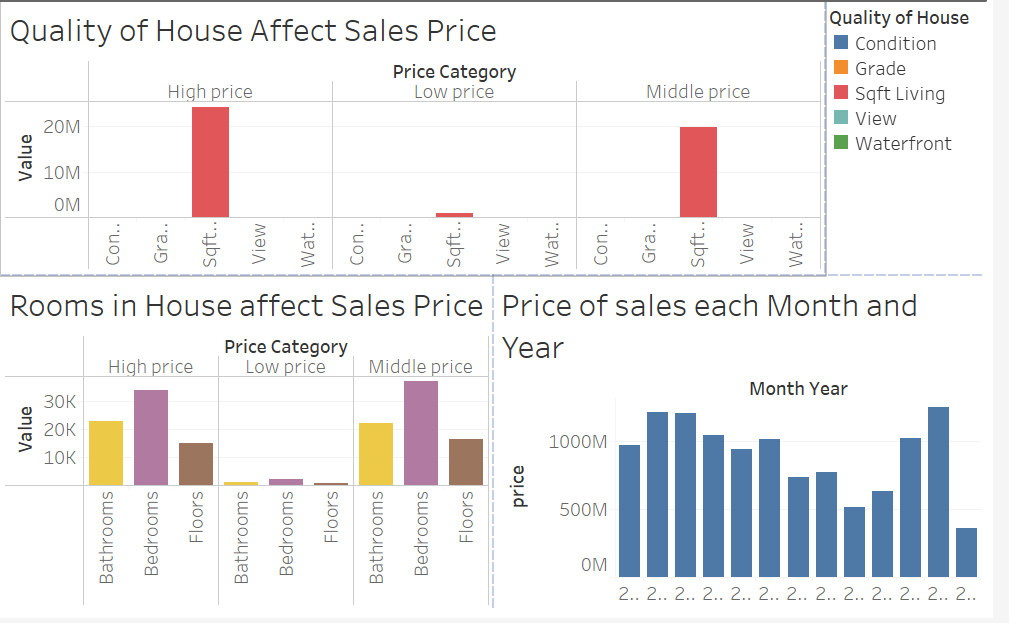 Quality of House Affect Sales Price
Price Category
High price
Low price
Middle price
Value
20M
10M
0M
Con..
Gra..
Sqft..
View
Wat..
Con..
Gra..
Sqft..
View
Wat..
Con..
Gra..
Sqft..
View
Wat..
Quality of House
Condition
Grade
Sqft Living
View
Waterfront
Rooms in House affect Sales Price
Price Category
High price
Low price
Middle price
Value
30K
20K
10K
Bathrooms
Bedrooms
Floors
Bathrooms
Bedrooms
Floors
Bathrooms
Bedrooms
Floors
Price of sales each Month and
Year
Month Year
price
1000M
500M
0M
2..
2..
2..
2..
2..
2..
2..
2..
2..
2..
2..
2..
2..